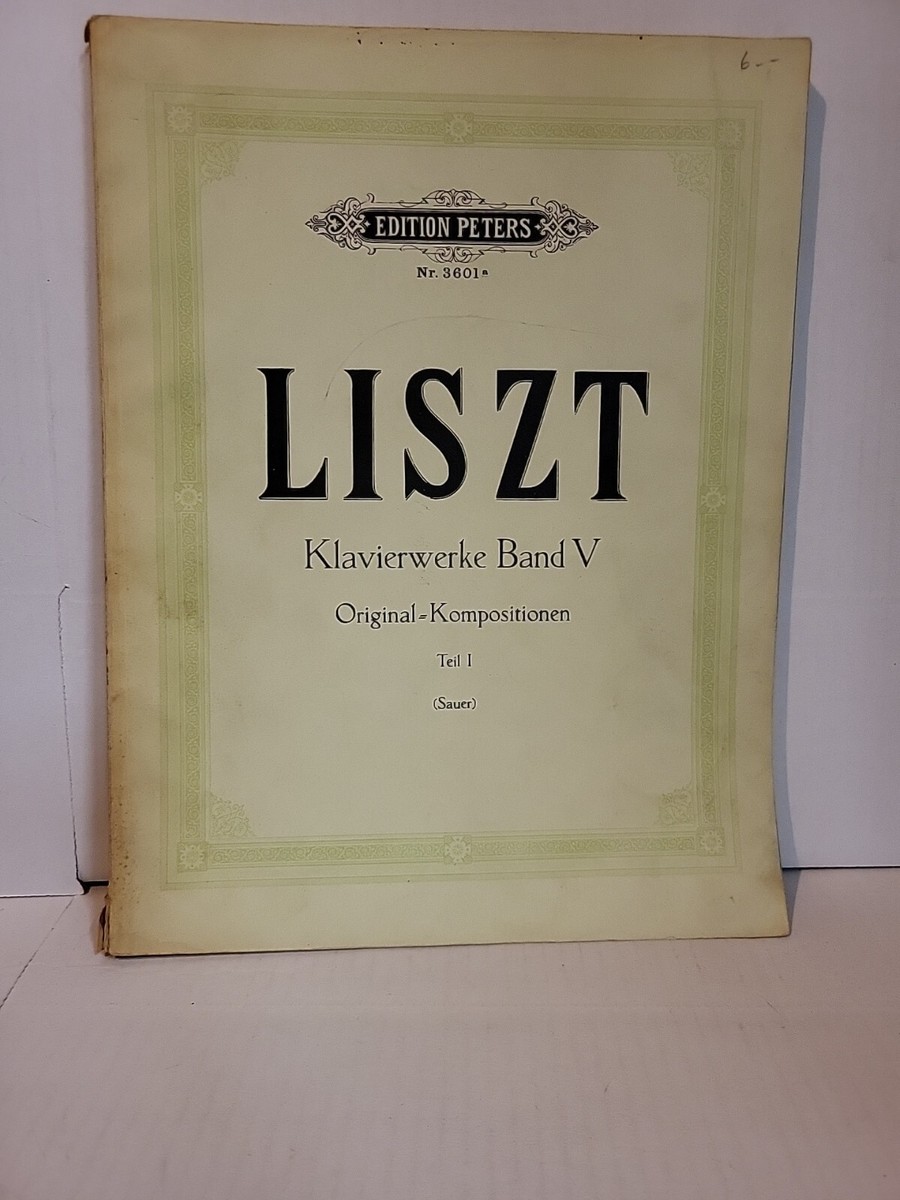 6--
EDITION PETERS
Nr. 3601a
LISZT
Klavierwerke Band V
Original=Kompositionen
Teil I
(Sauer)